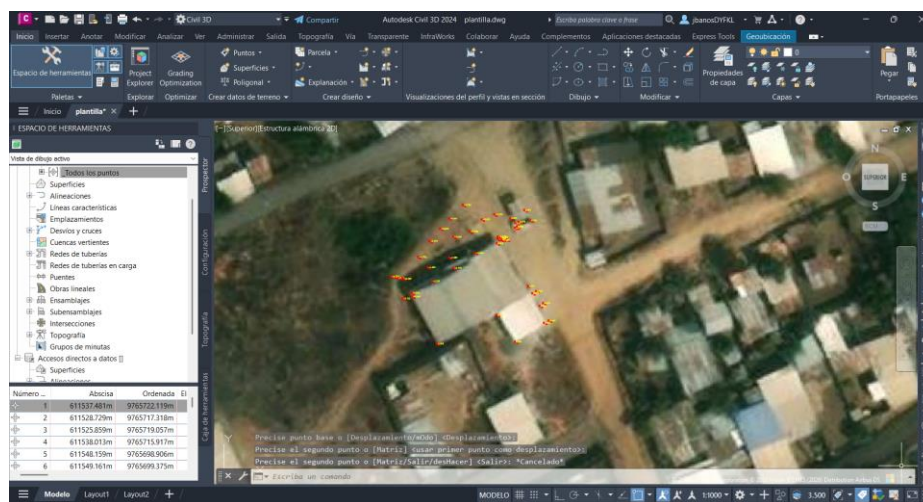 Civil 3D
Compartir
Autodesk Civil 3D 2024 plantilla.dwg
Escriba palabra clave o frase
jbanosDYFKL
Inicio Insertar Anotar Modificar Analizar Ver Administrar Salida Topografía Vía Transparente InfraWorks Colaborar Ayuda Complementos Aplicaciones destacadas Express Tools Geoubicación
Puntos
Parcela
Superficies
Poligonal
Explanación
Espacio de herramientas
Project Explorer
Grading Optimization
Propiedades de capa
Pegar
Paletas Explorar Optimizar Crear datos de terreno Crear diseño Visualizaciones del perfil y vistas en sección Dibujo Modificar Capas Portapapeles
Inicio plantilla*
ESPACIO DE HERRAMIENTAS
[-][Superior][Estructura alámbrica 2D]
Vista de dibujo activo
_Todos los puntos
Superficies
Alineaciones
Líneas características
Emplazamientos
Desvíos y cruces
Cuencas vertientes
Redes de tuberías
Redes de tuberías en carga
Puentes
Obras lineales
Ensamblajes
Subensamblajes
Intersecciones
Topografía
Grupos de minutas
Accesos directos a datos []
Superficies
Alineaciones
Prospector
Configuración
Topografía
Caja de herramientas
N
O SUPERIOR E
S
Número ... Abscisa Ordenada El
1 611537.481m 9765722.119m
2 611528.729m 9765717.318m
3 611525.859m 9765719.057m
4 611538.013m 9765715.917m
5 611548.159m 9765698.906m
6 611549.161m 9765699.375m
Precise punto base o [Desplazamiento/mOdo] <Desplazamiento>:
Precise el segundo punto o [Matriz] <usar primer punto como desplazamiento>:
Precise el segundo punto o [Matriz/Salir/desHacer] <Salir>: *Cancelado*
Escriba un comando
Y
X
Modelo Layout1 Layout2 +
MODELO
1:1000
3.500